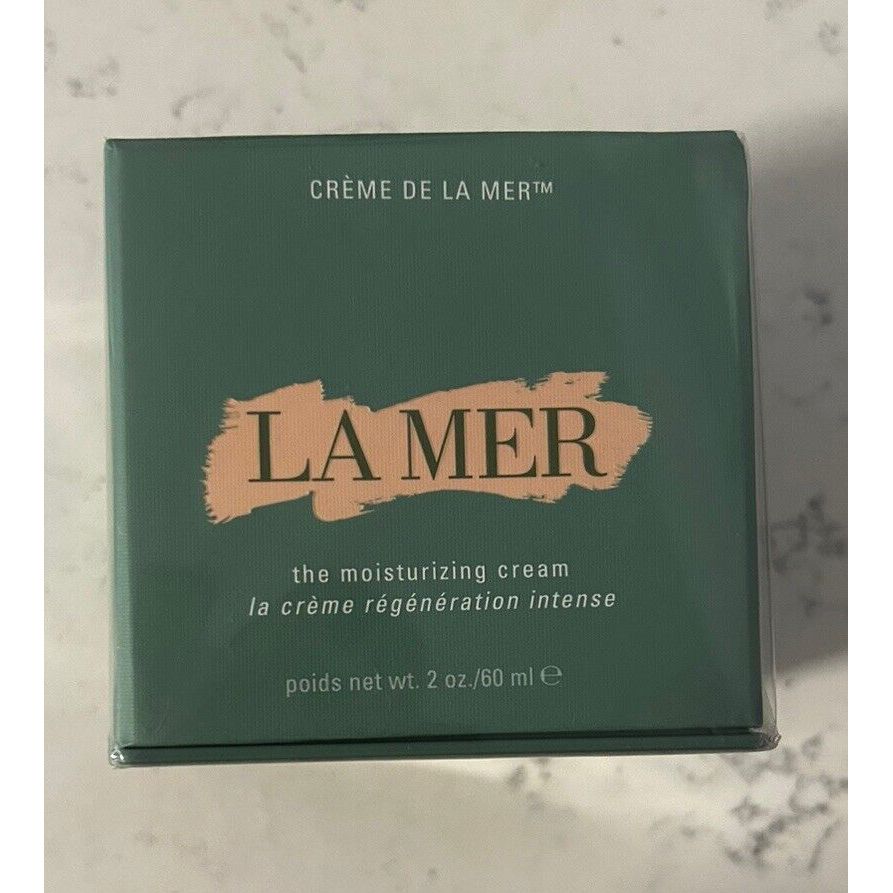 CRÈME DE LA MER™
LA MER
the moisturizing cream
la crème régénération intense
poids net wt. 2 oz./60 ml ℮